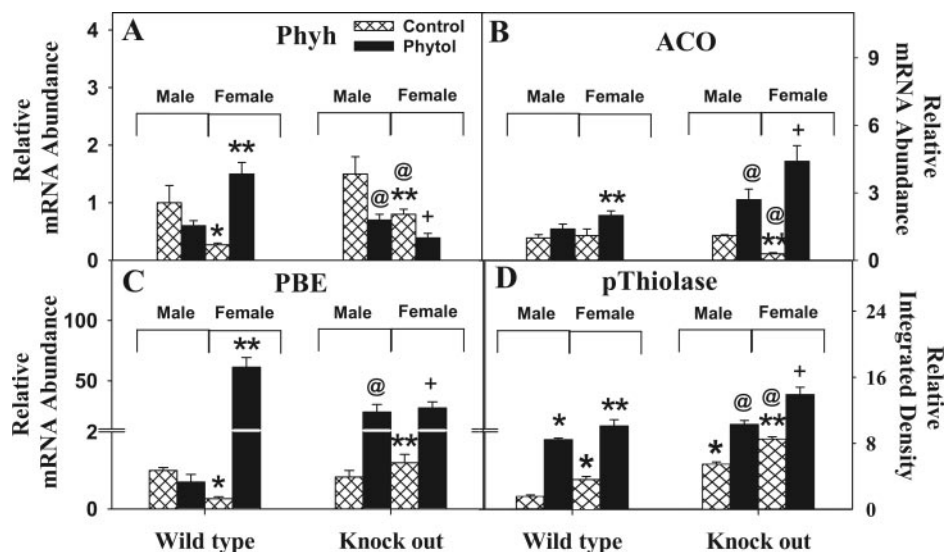 A
Phyh
Control
Phytol
B
ACO
4
3
2
1
0
Relative
mRNA Abundance
Male
Female
*
**
Male
Female
@
@
**
+
Male
Female
**
Male
Female
@
@
**
+
9
6
3
0
Relative
mRNA Abundance
C
PBE
D
pThiolase
100
50
2
0
Relative
mRNA Abundance
Male
Female
*
**
Male
Female
@
**
+
Male
Female
*
*
**
Male
Female
*
@
@
**
+
24
16
8
0
Relative
Integrated Density
Wild type
Knock out
Wild type
Knock out